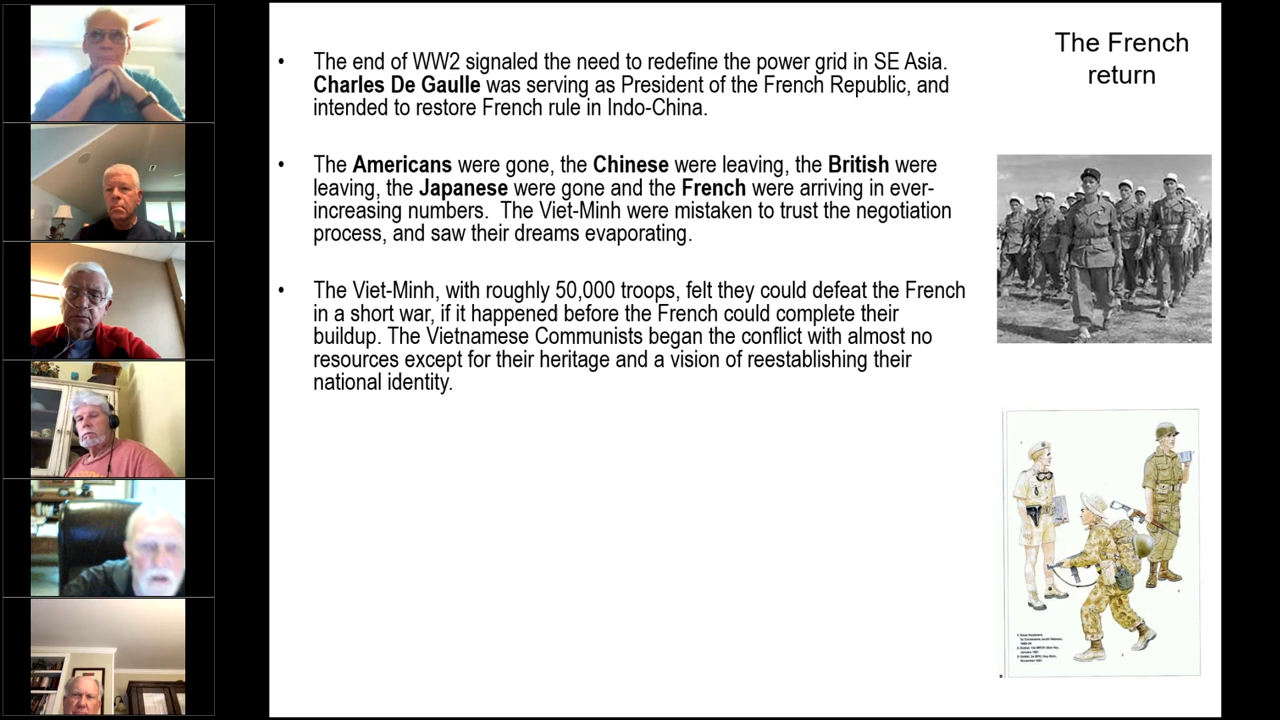 The French
return
• The end of WW2 signaled the need to redefine the power grid in SE Asia.
Charles De Gaulle was serving as President of the French Republic, and
intended to restore French rule in Indo-China.
• The Americans were gone, the Chinese were leaving, the British were
leaving, the Japanese were gone and the French were arriving in ever-
increasing numbers. The Viet-Minh were mistaken to trust the negotiation
process, and saw their dreams evaporating.
• The Viet-Minh, with roughly 50,000 troops, felt they could defeat the French
in a short war, if it happened before the French could complete their
buildup. The Vietnamese Communists began the conflict with almost no
resources except for their heritage and a vision of reestablishing their
national identity.